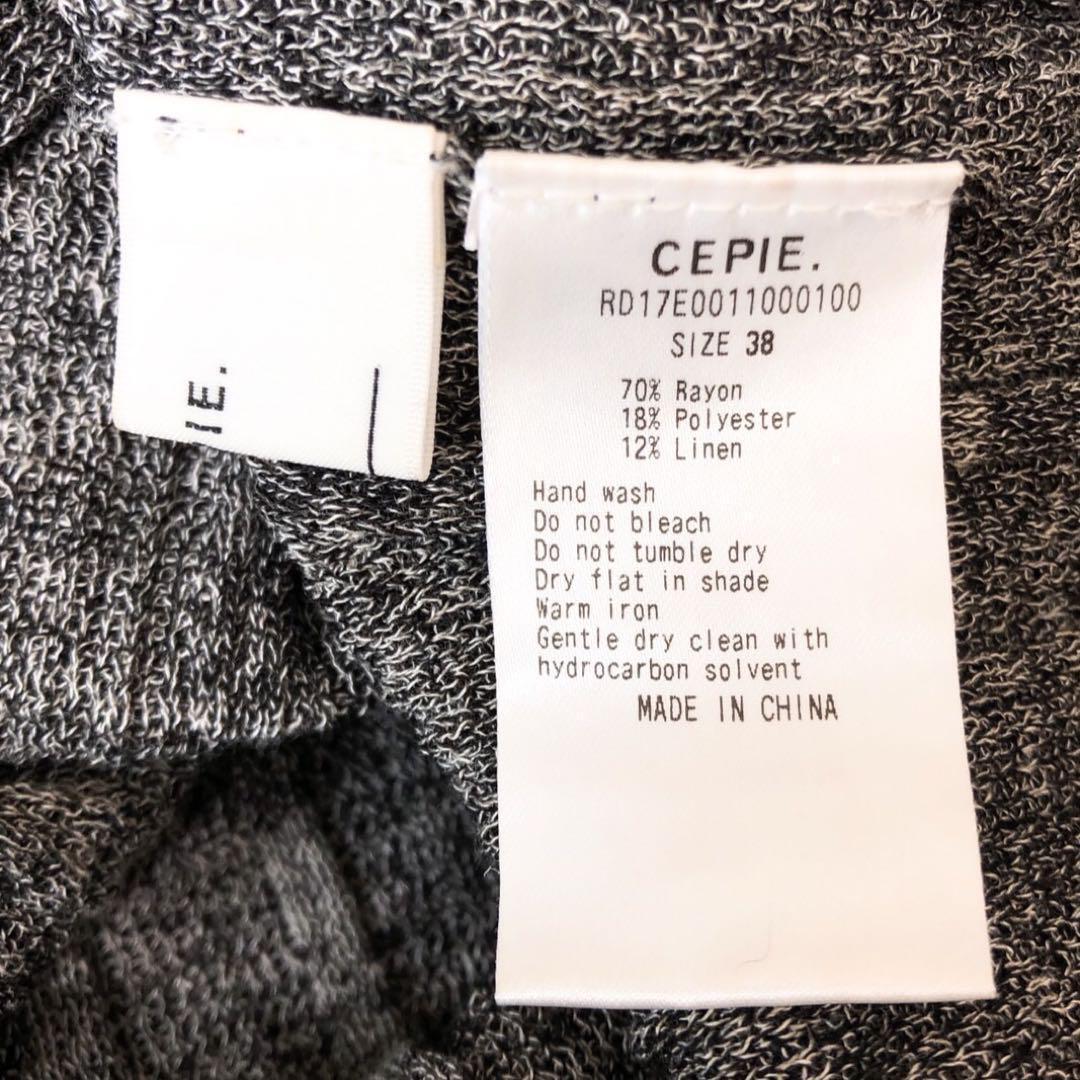 IE.
CEPIE.
RD17E0011000100
SIZE 38
70% Rayon
18% Polyester
12% Linen
Hand wash
Do not bleach
Do not tumble dry
Dry flat in shade
Warm iron
Gentle dry clean with
hydrocarbon solvent
MADE IN CHINA